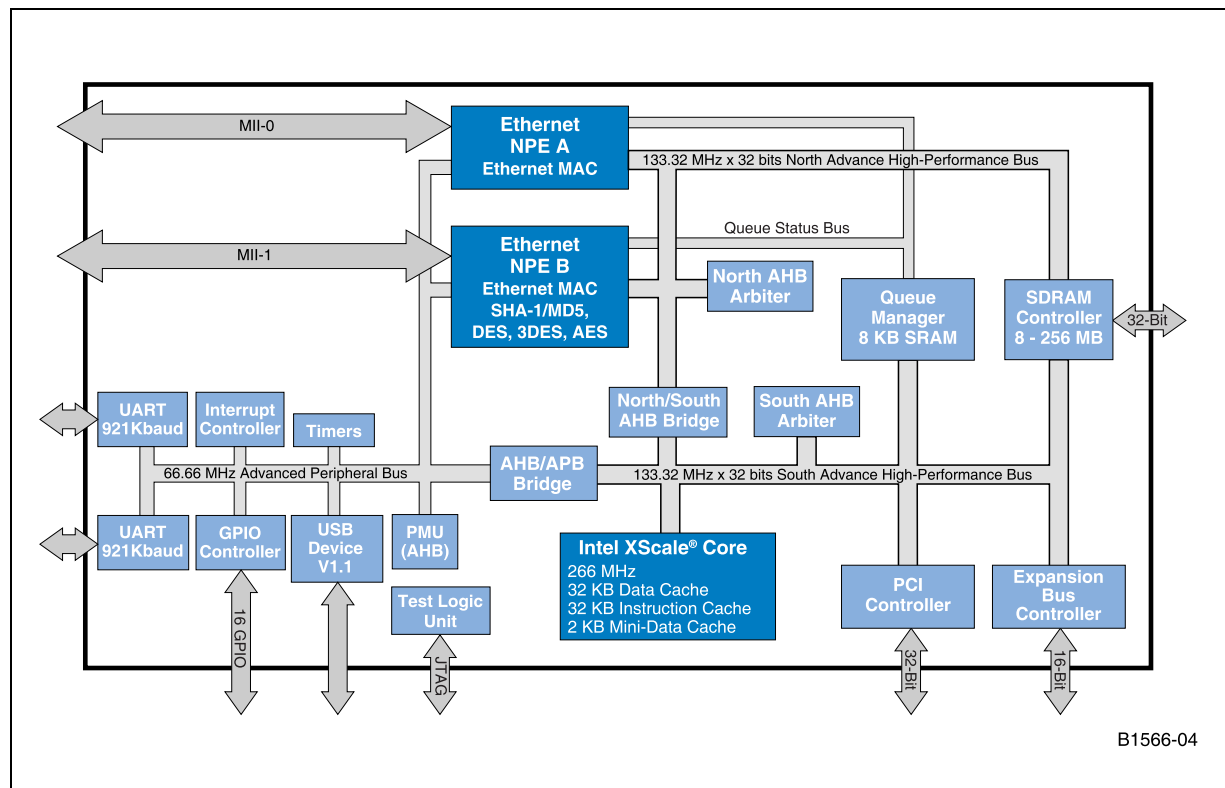 MII-0
Ethernet
NPE A
Ethernet MAC
133.32 MHz x 32 bits North Advance High-Performance Bus
MII-1
Ethernet
NPE B
Ethernet MAC
SHA-1/MD5,
DES, 3DES, AES
Queue Status Bus
North AHB
Arbiter
Queue
Manager
8 KB SRAM
SDRAM
Controller
8 - 256 MB
32-Bit
UART
921Kbaud
Interrupt
Controller
Timers
North/South
AHB Bridge
South AHB
Arbiter
66.66 MHz Advanced Peripheral Bus
AHB/APB
Bridge
133.32 MHz x 32 bits South Advance High-Performance Bus
UART
921Kbaud
GPIO
Controller
USB
Device
V1.1
PMU
(AHB)
Test Logic
Unit
Intel XScale® Core
266 MHz
32 KB Data Cache
32 KB Instruction Cache
2 KB Mini-Data Cache
PCI
Controller
Expansion
Bus
Controller
16 GPIO
JTAG
32-Bit
16-Bit
B1566-04